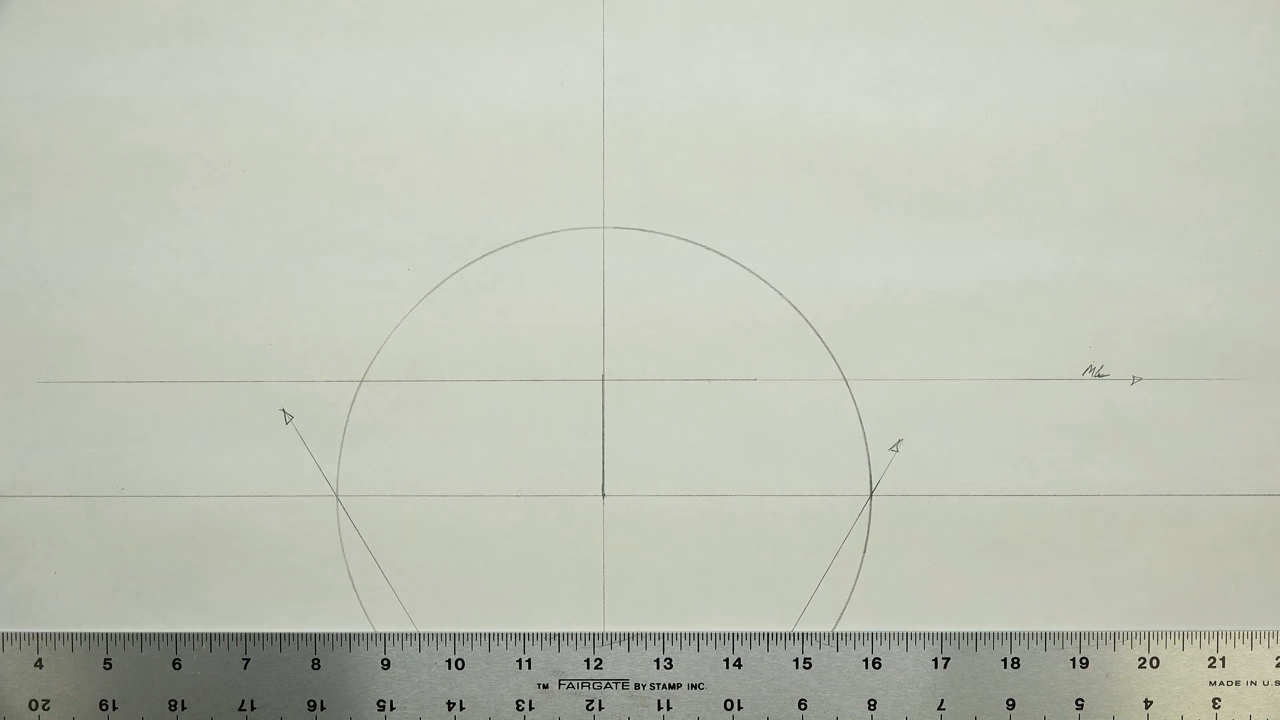 4 5 6 7 8 9 10 11 12 13 14 15 16 17 18 19 20 21
TM FAIRGATE BY STAMP INC.
MADE IN U.S
20 19 18 17 16 15 14 13 12 11 10 9 8 7 6 5 4 3